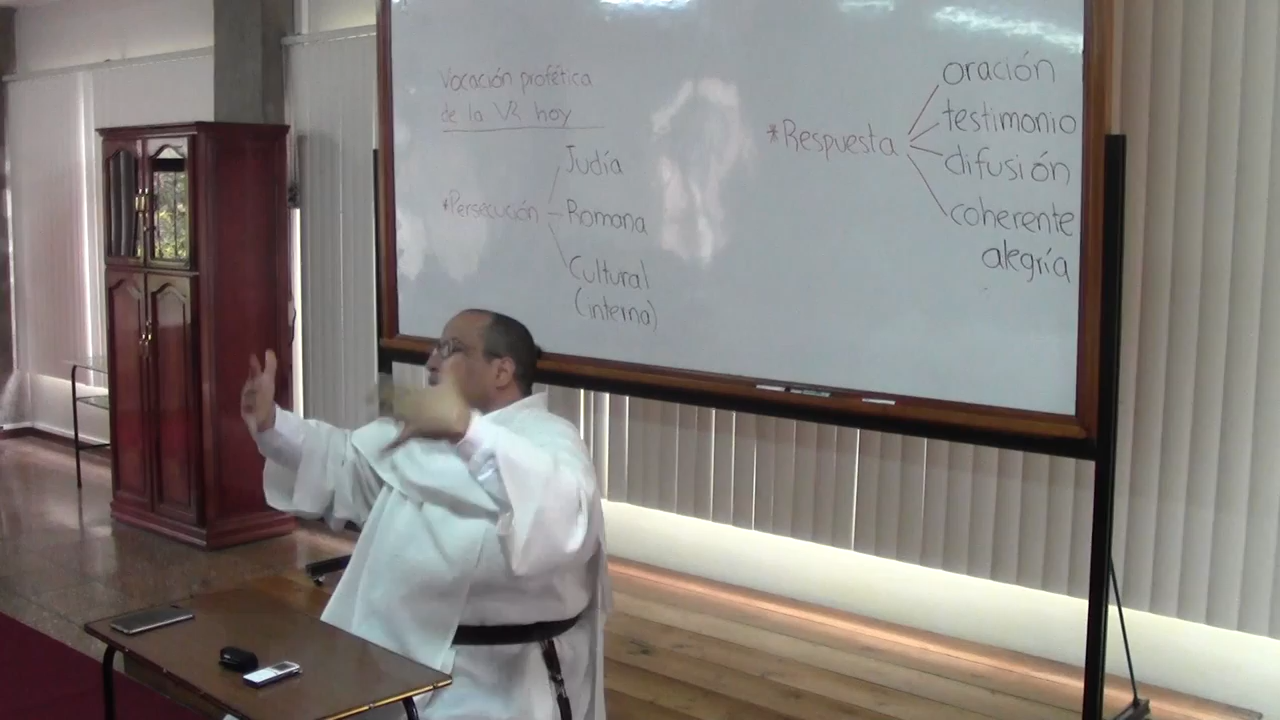 Vocación profética
de la VR hoy
*Persecución
Judía
Romana
Cultural
(interna)
*Respuesta
oración
testimonio
difusión
coherente
alegría